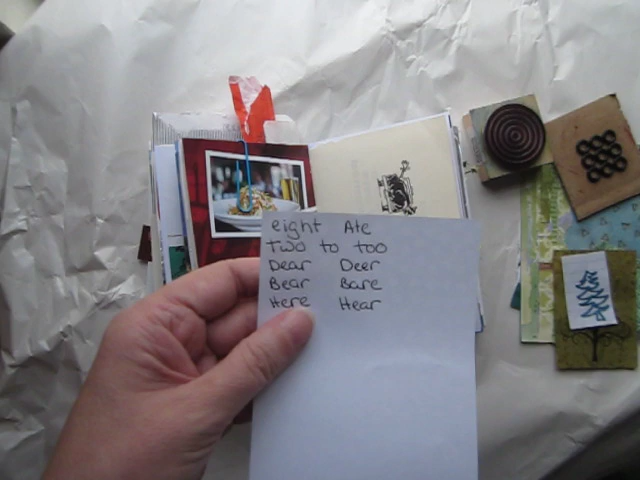 eight Ate
Two to too
Dear Deer
Bear Bare
Here Hear